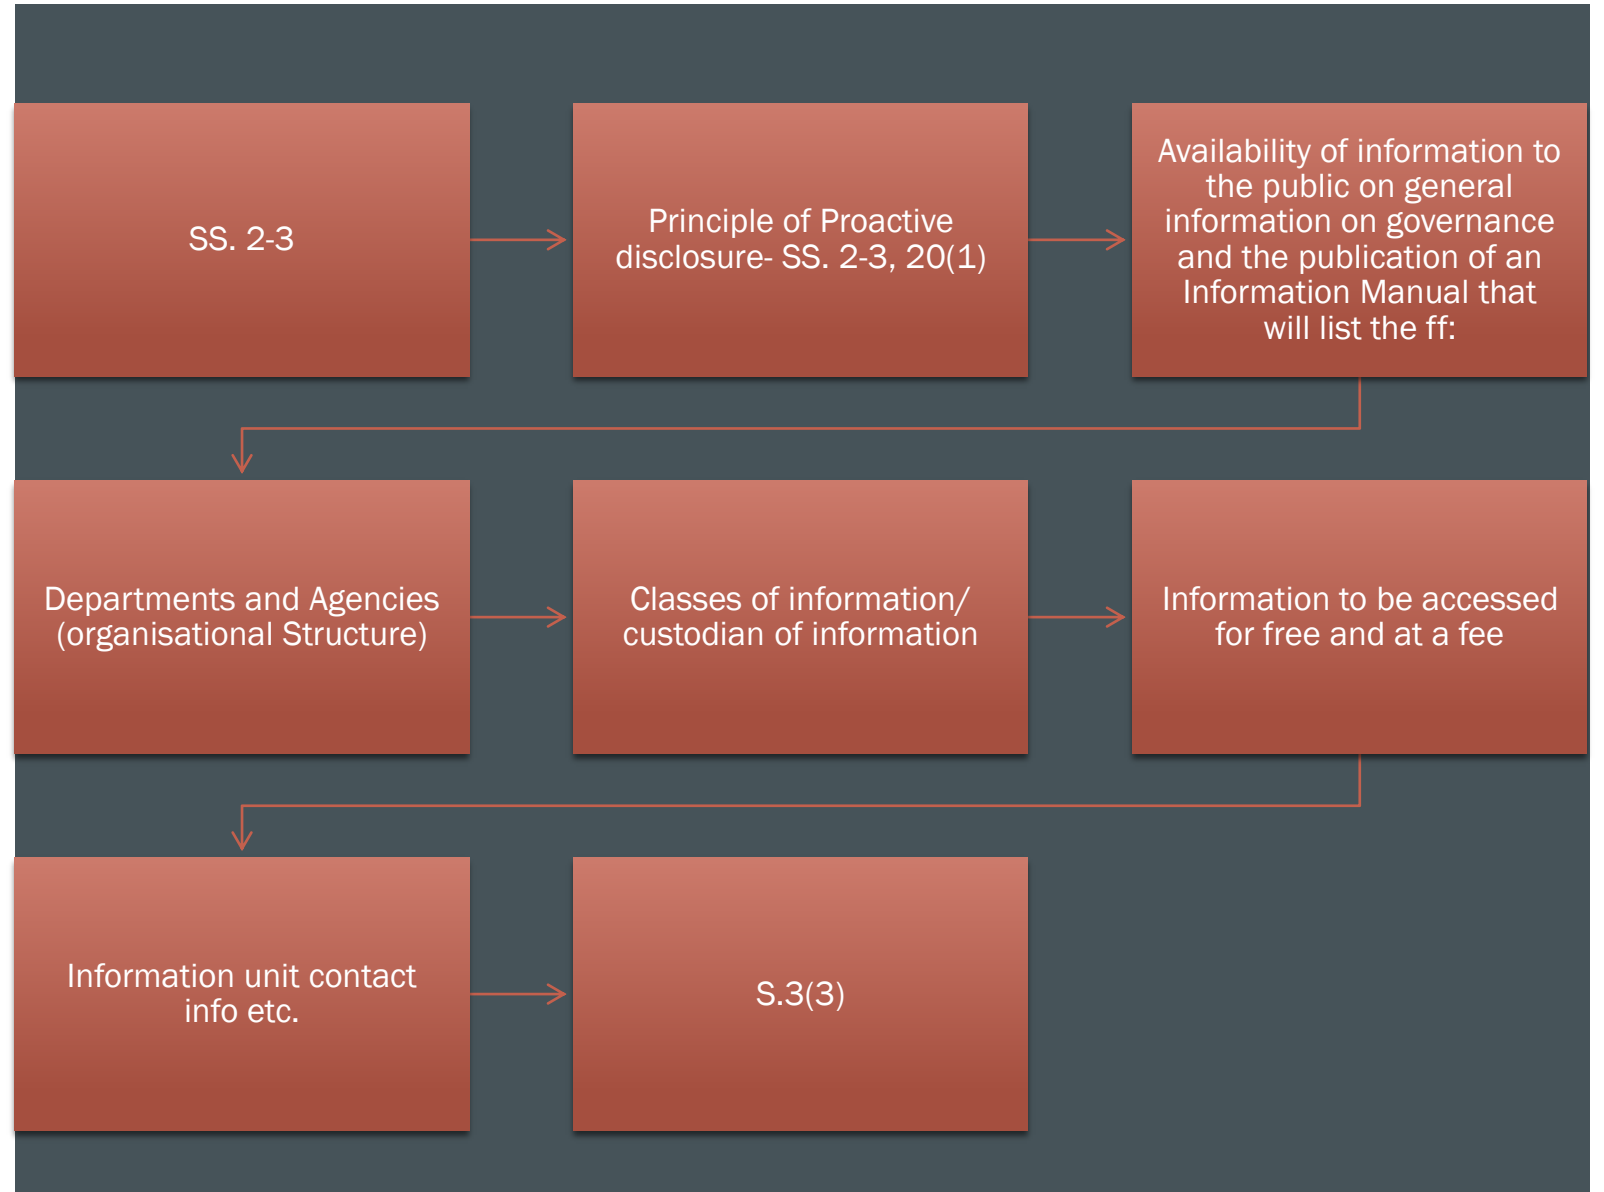 SS. 2-3
Principle of Proactive
disclosure- SS. 2-3, 20(1)
Availability of information to
the public on general
information on governance
and the publication of an
Information Manual that
will list the ff:
Departments and Agencies
(organisational Structure)
Classes of information/
custodian of information
Information to be accessed
for free and at a fee
Information unit contact
info etc.
S.3(3)